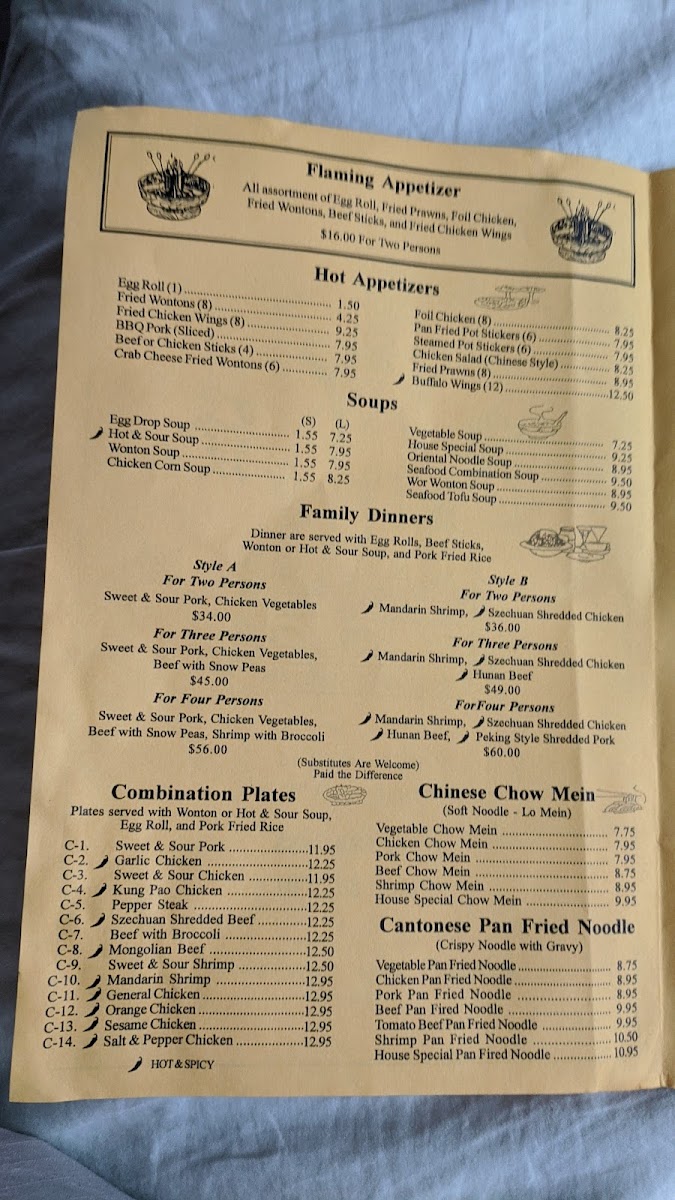 Flaming Appetizer
All assortment of Egg Roll, Fried Prawns, Foil Chicken,
Fried Wontons, Beef Sticks, and Fried Chicken Wings
$16.00 For Two Persons
Hot Appetizers
Egg Roll (1) 1.50
Fried Wontons (8) 4.25
Fried Chicken Wings (8) 9.25
BBQ Pork (Sliced) 7.95
Beef or Chicken Sticks (4) 7.95
Crab Cheese Fried Wontons (6) 7.95
Foil Chicken (8) 8.25
Pan Fried Pot Stickers (6) 7.95
Steamed Pot Stickers (6) 7.95
Chicken Salad (Chinese Style) 8.25
Fried Prawns (8) 8.95
Buffulo Wings (12) 12.50
Soups
(S) (L)
Egg Drop Soup 1.55 7.25
Hot & Sour Soup 1.55 7.95
Wonton Soup 1.55 7.95
Chicken Corn Soup 1.55 8.25
Vegetable Soup 7.25
House Special Soup 9.25
Oriental Noodle Soup 8.95
Seafood Combination Soup 9.50
Wor Wonton Soup 8.95
Seafood Tofu Soup 9.50
Family Dinners
Dinner are served with Egg Rolls, Beef Sticks,
Wonton or Hot & Sour Soup, and Pork Fried Rice
Style A
For Two Persons
Sweet & Sour Pork, Chicken Vegetables
$34.00
For Three Persons
Sweet & Sour Pork, Chicken Vegetables,
Beef with Snow Peas
$45.00
For Four Persons
Sweet & Sour Pork, Chicken Vegetables,
Beef with Snow Peas, Shrimp with Broccoli
$56.00
Style B
For Two Persons
Mandarin Shrimp, Szechuan Shredded Chicken
$36.00
For Three Persons
Mandarin Shrimp, Szechuan Shredded Chicken
Hunan Beef
$49.00
ForFour Persons
Mandarin Shrimp, Szechuan Shredded Chicken
Hunan Beef, Peking Style Shredded Pork
$60.00
(Substitutes Are Welcome)
Paid the Difference
Combination Plates
Plates served with Wonton or Hot & Sour Soup,
Egg Roll, and Pork Fried Rice
C-1. Sweet & Sour Pork 11.95
C-2. Garlic Chicken 12.25
C-3. Sweet & Sour Chicken 11.95
C-4. Kung Pao Chicken 12.25
C-5. Pepper Steak 12.25
C-6. Szechuan Shredded Beef 12.25
C-7. Beef with Broccoli 12.25
C-8. Mongolian Beef 12.50
C-9. Sweet & Sour Shrimp 12.50
C-10. Mandarin Shrimp 12.95
C-11. General Chicken 12.95
C-12. Orange Chicken 12.95
C-13. Sesame Chicken 12.95
C-14. Salt & Pepper Chicken 12.95
HOT & SPICY
Chinese Chow Mein
(Soft Noodle - Lo Mein)
Vegetable Chow Mein 7.75
Chicken Chow Mein 7.95
Pork Chow Mein 7.95
Beef Chow Mein 8.75
Shrimp Chow Mein 8.95
House Special Chow Mein 9.95
Cantonese Pan Fried Noodle
(Crispy Noodle with Gravy)
Vegetable Pan Fried Noodle 8.75
Chicken Pan Fried Noodle 8.95
Pork Pan Fried Noodle 8.95
Beef Pan Fired Noodle 9.95
Tomato Beef Pan Fried Noodle 9.95
Shrimp Pan Fried Noodle 10.50
House Special Pan Fired Noodle 10.95